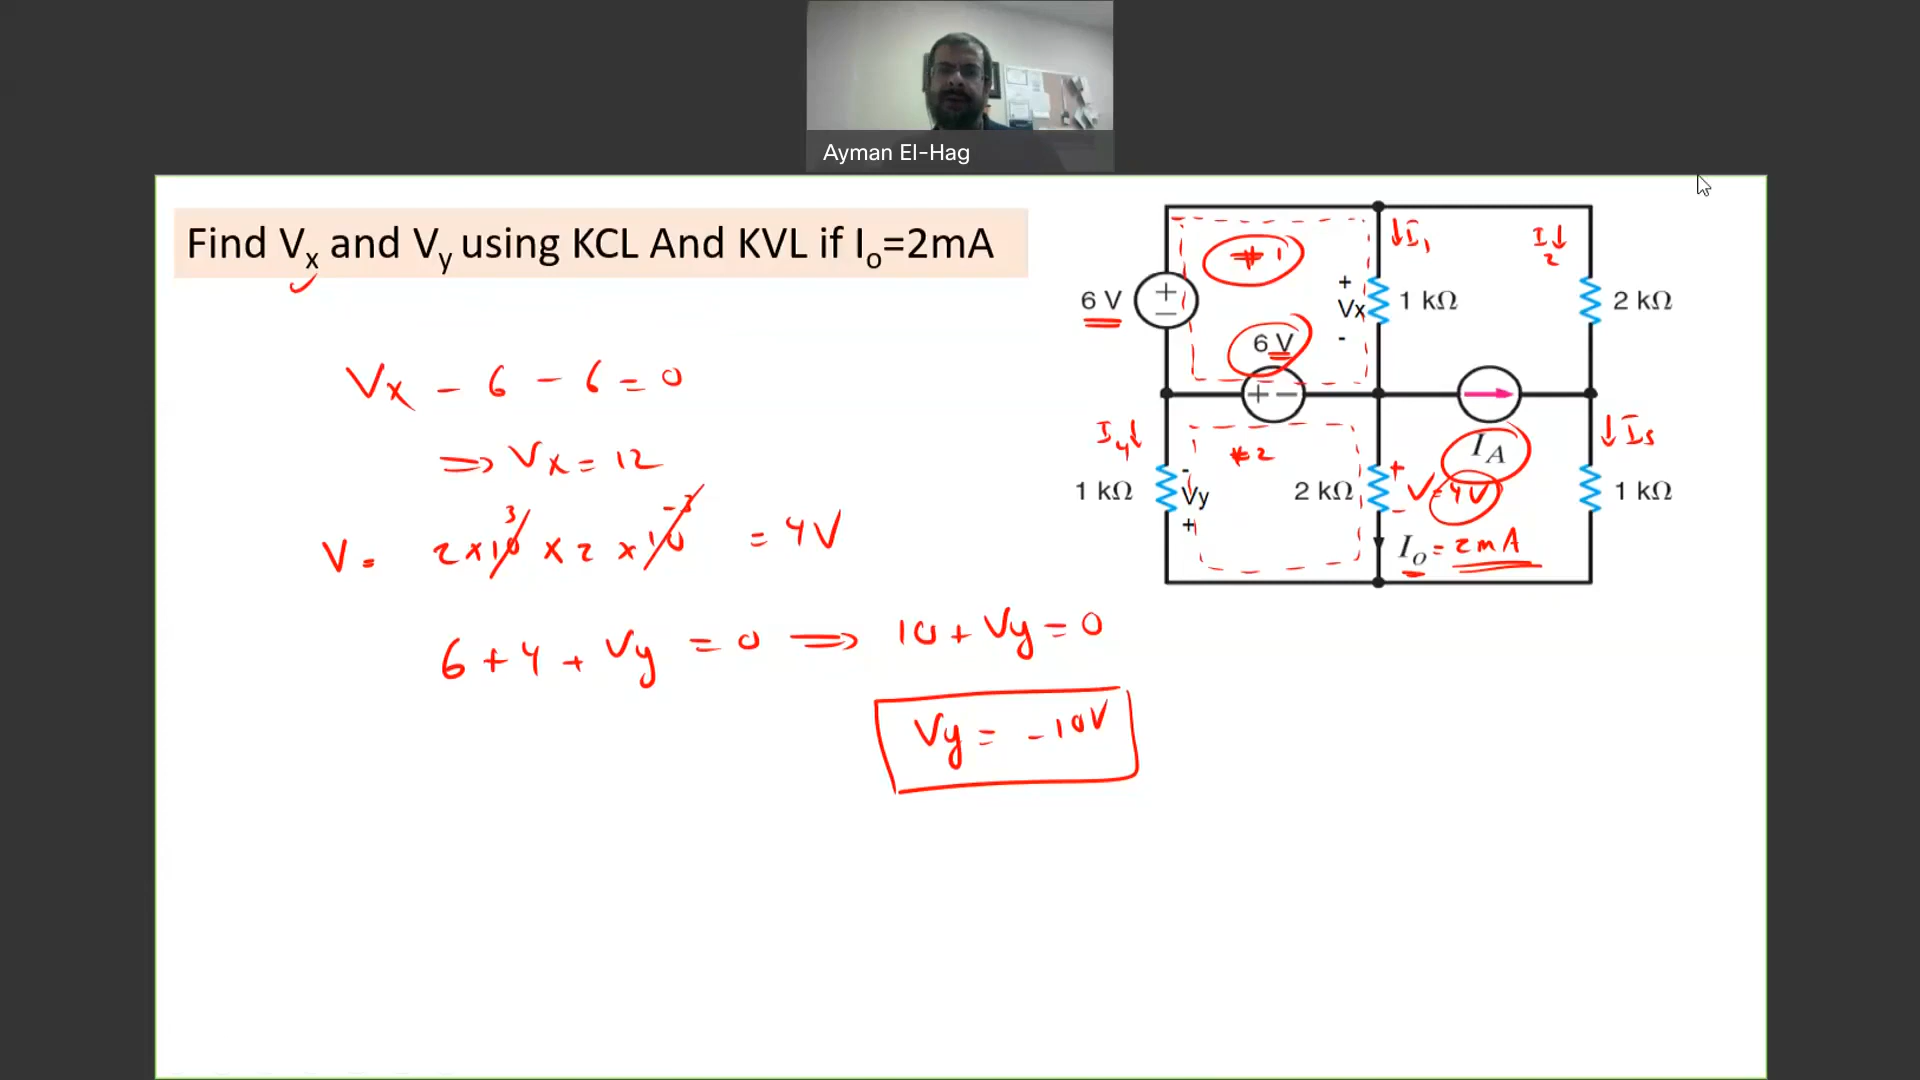 Ayman El-Hag
Find Vx and Vy using KCL And KVL if Io=2mA
Vx - 6 - 6 = 0
⇒ Vx = 12
V = 2 × 10^3 × 2 × 10^-3 = 4V
6 + 4 + Vy = 0 ⇒ 10 + Vy = 0
Vy = -10V
# 1
↓ I1
I2 ↓
6 V
+
−
+
Vx
-
1 kΩ
2 kΩ
6 V
+ −
I4 ↓
# 2
IA
↓ I5
1 kΩ
-
Vy
+
2 kΩ
+
V = 4V
−
1 kΩ
Io = 2mA